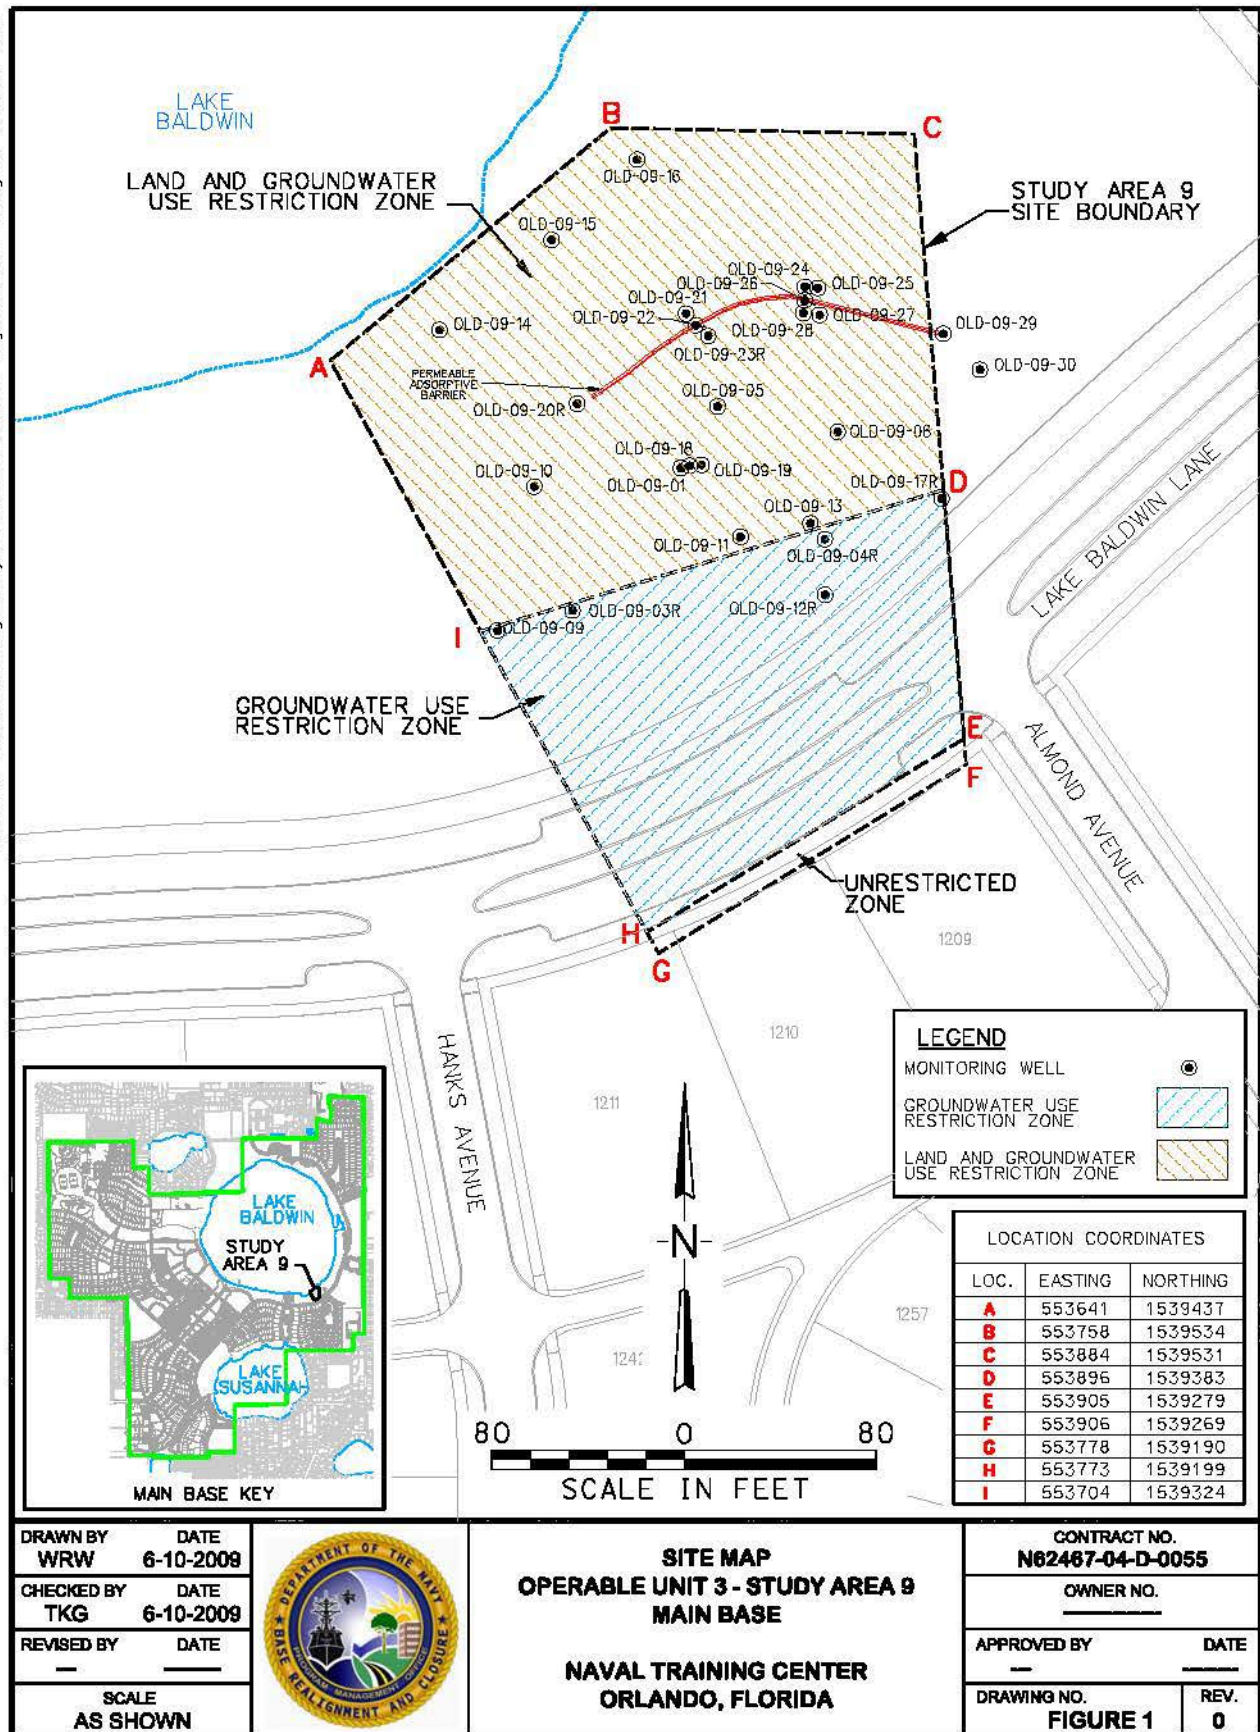 LAKE
BALDWIN
LAND AND GROUNDWATER
USE RESTRICTION ZONE
B
C
OLD-09-16
STUDY AREA 9
SITE BOUNDARY
OLD-09-15
OLD-09-24
OLD-09-26
OLD-09-25
OLD-09-21
OLD-09-22
OLD-09-27
OLD-09-28
OLD-09-14
OLD-09-29
OLD-09-23R
A
OLD-09-30
PERMEABLE
ADSORPTIVE
BARRIER
OLD-09-05
OLD-09-20R
OLD-09-06
OLD-09-18
OLD-09-10
OLD-09-19
OLD-09-01
OLD-09-17R
D
OLD-09-13
OLD-09-11
OLD-09-04R
LAKE BALDWIN LANE
OLD-09-03R
OLD-09-12R
I
OLD-09-09
GROUNDWATER USE
RESTRICTION ZONE
E
F
ALMOND AVENUE
UNRESTRICTED
ZONE
H
G
1209
1210
1211
HANKS AVENUE
1257
LEGEND
MONITORING WELL
GROUNDWATER USE
RESTRICTION ZONE
LAND AND GROUNDWATER
USE RESTRICTION ZONE
N
80 0 80
SCALE IN FEET
LAKE
BALDWIN
STUDY
AREA 9
LAKE
SUSANNAH
MAIN BASE KEY
LOCATION COORDINATES
LOC. EASTING NORTHING
A 553641 1539437
B 553758 1539534
C 553884 1539531
D 553896 1539383
E 553905 1539279
F 553906 1539269
G 553778 1539190
H 553773 1539199
I 553704 1539324
DRAWN BY DATE
WRW 6-10-2009
CHECKED BY DATE
TKG 6-10-2009
REVISED BY DATE
SCALE
AS SHOWN
DEPARTMENT OF THE NAVY
BASE REALIGNMENT AND CLOSURE
PROGRAM MANAGEMENT OFFICE
SITE MAP
OPERABLE UNIT 3 - STUDY AREA 9
MAIN BASE
NAVAL TRAINING CENTER
ORLANDO, FLORIDA
CONTRACT NO.
N62467-04-D-0055
OWNER NO.
APPROVED BY DATE
DRAWING NO. REV.
FIGURE 1 0